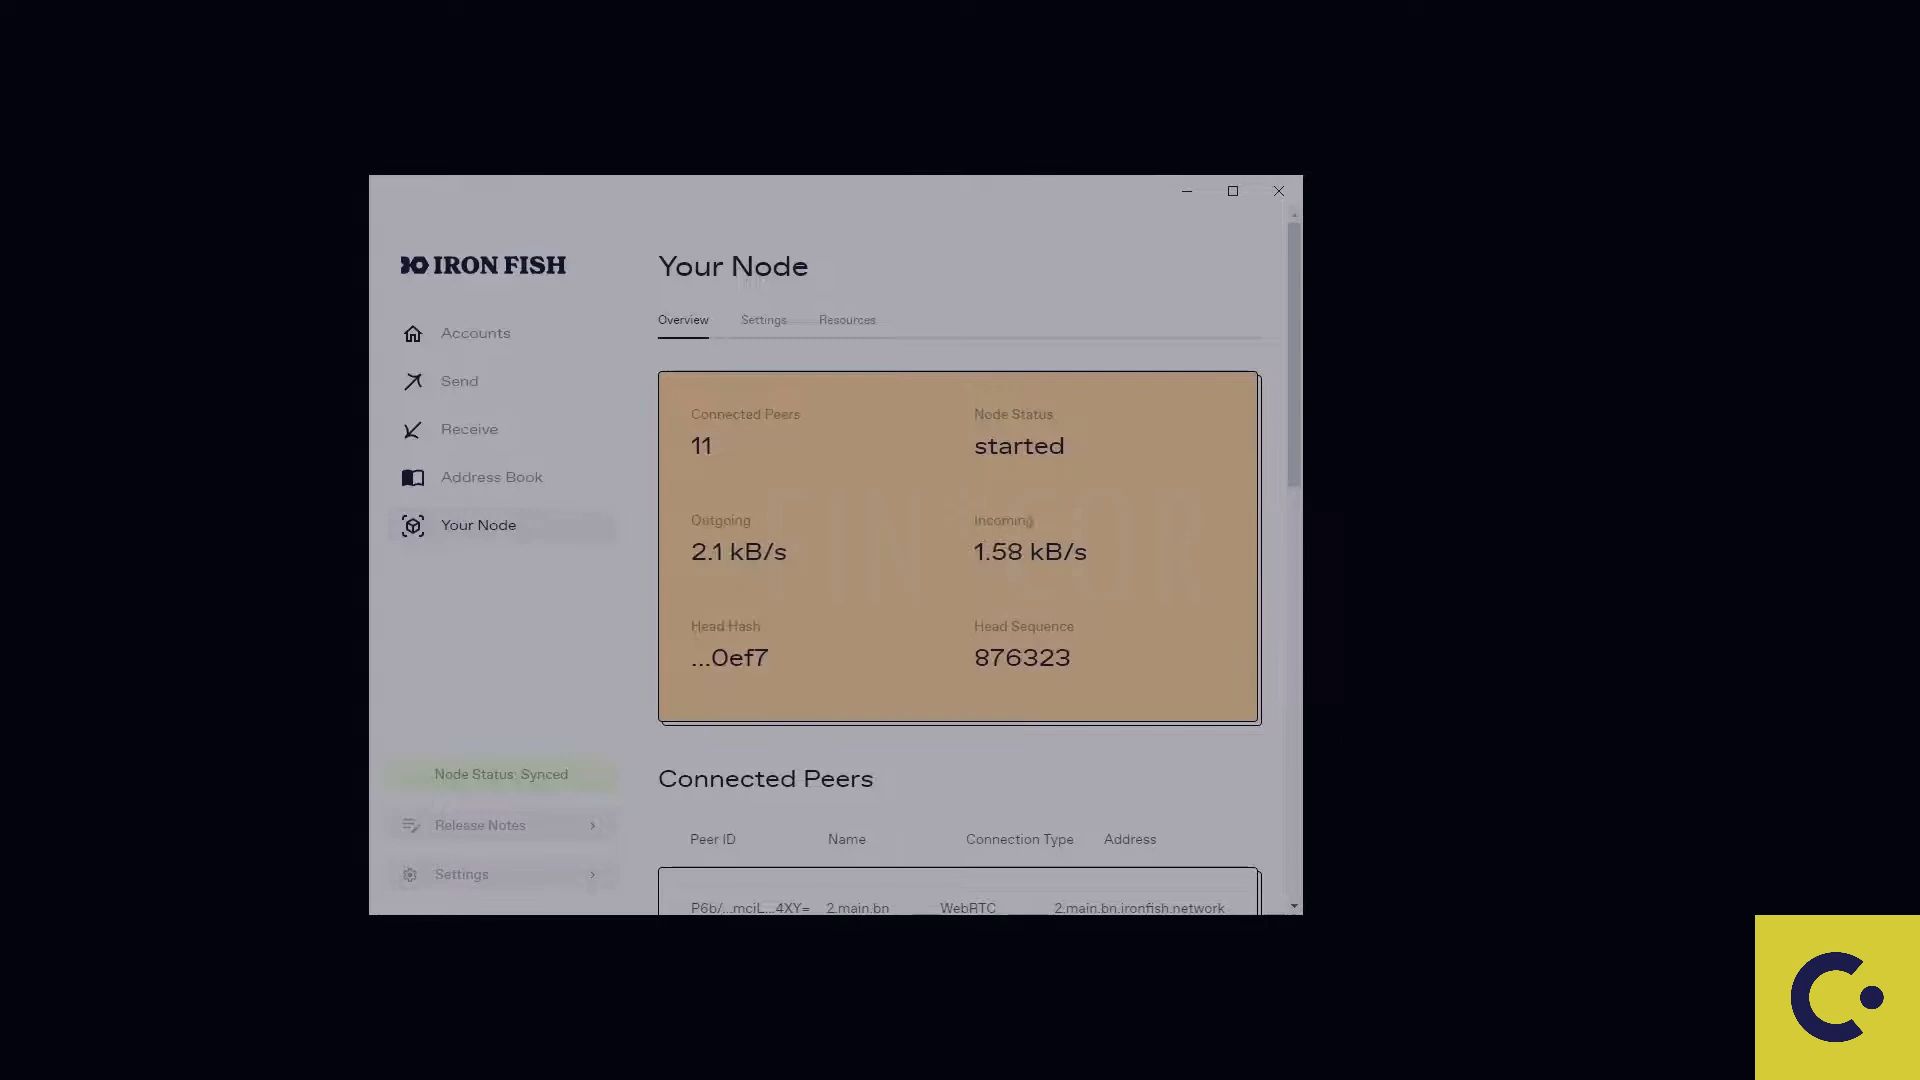 IRON FISH
Accounts
Send
Receive
Address Book
Your Node
Node Status: Synced
Release Notes
Settings
Your Node
Overview Settings Resources
Connected Peers Node Status
11 started
Outgoing Incoming
2.1 kB/s 1.58 kB/s
Head Hash Head Sequence
...0ef7 876323
Connected Peers
Peer ID Name Connection Type Address
P6b/...mciL...4XY= 2.main.bn WebRTC 2.main.bn.ironfish.network